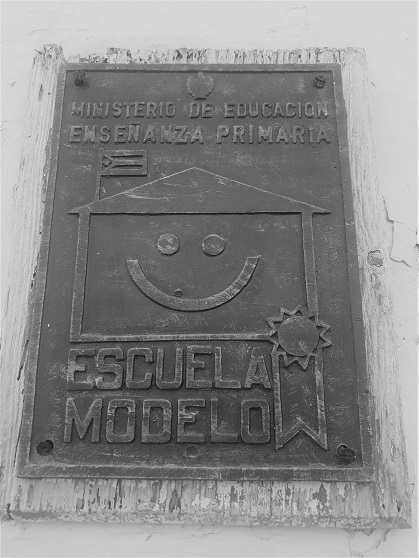 MINISTERIO DE EDUCACION
ENSEÑANZA PRIMARIA
ESCUELA
MODELO